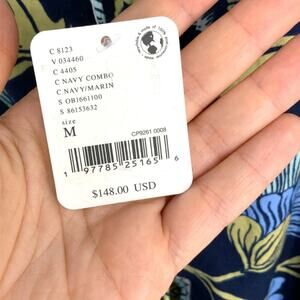 C 8123
V 034460
C 4405
C NAVY COMBO
C NAVY/MARIN
S OB1661100
S 86153632
size
M
CP9261 0008
1 97785 25165 6
$148.00 USD